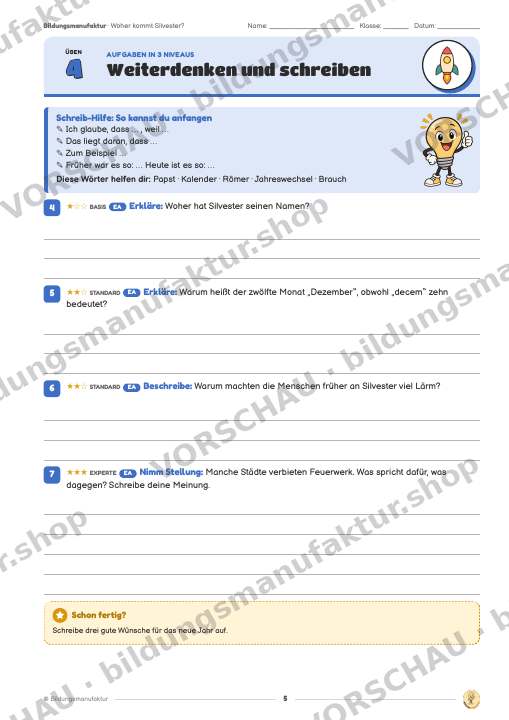 Bildungsmanufaktur · Woher kommt Silvester? Name: Klasse: Datum:
ÜBEN
4
AUFGABEN IN 3 NIVEAUS
Weiterdenken und schreiben
Schreib-Hilfe: So kannst du anfangen
✎ Ich glaube, dass … , weil …
✎ Das liegt daran, dass …
✎ Zum Beispiel …
✎ Früher war es so: … Heute ist es so: …
Diese Wörter helfen dir: Papst · Kalender · Römer · Jahreswechsel · Brauch
4 ★☆☆ BASIS EA Erkläre: Woher hat Silvester seinen Namen?
5 ★★☆ STANDARD EA Erkläre: Warum heißt der zwölfte Monat „Dezember", obwohl „decem" zehn
bedeutet?
6 ★★☆ STANDARD EA Beschreibe: Warum machten die Menschen früher an Silvester viel Lärm?
7 ★★★ EXPERTE EA Nimm Stellung: Manche Städte verbieten Feuerwerk. Was spricht dafür, was
dagegen? Schreibe deine Meinung.
Schon fertig?
Schreibe drei gute Wünsche für das neue Jahr auf.
© Bildungsmanufaktur 5
VORSCHAU · bildungsmanufaktur.shop